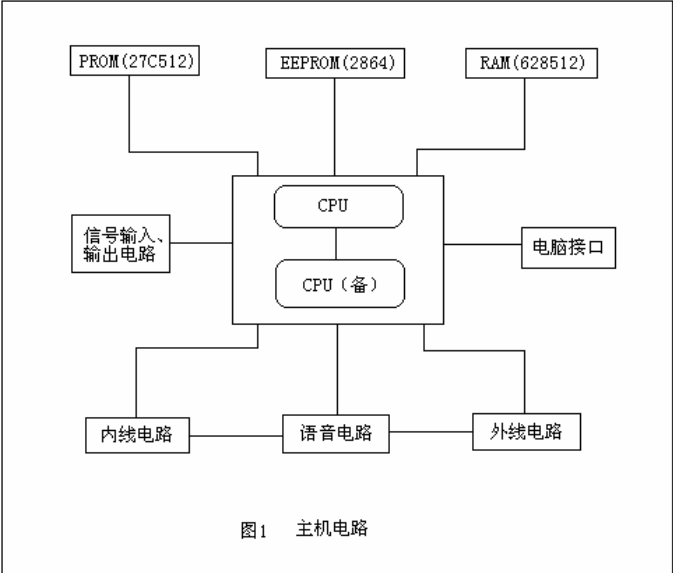 PROM(27C512)
EEPROM(2864)
RAM(628512)
CPU
信号输入、
输出电路
电脑接口
CPU（备）
内线电路
语音电路
外线电路
图1 主机电路